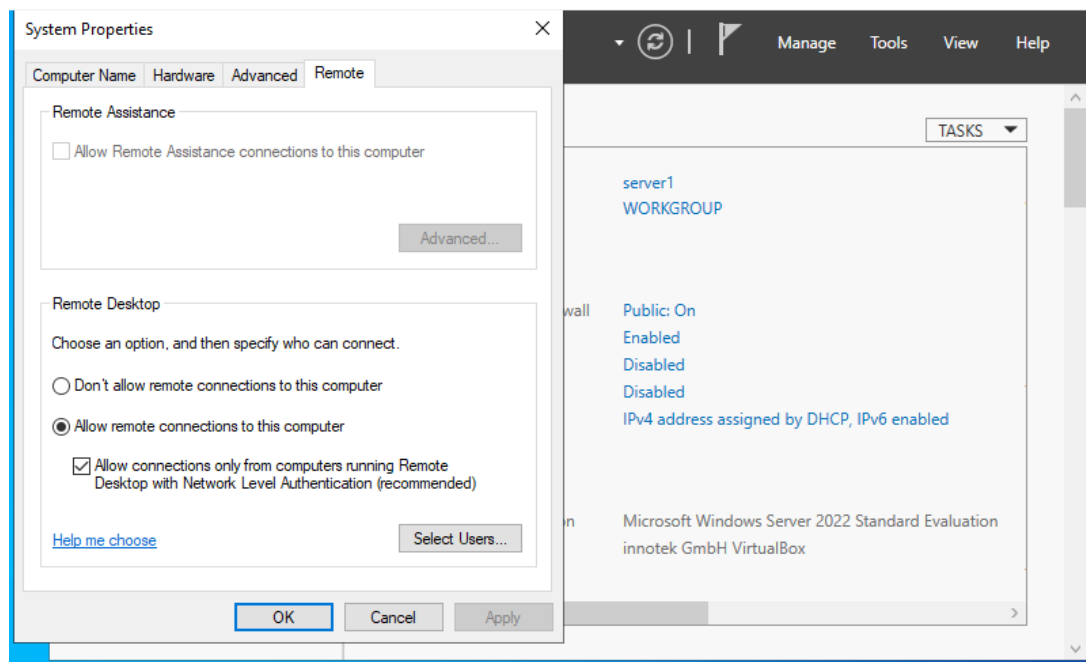 System Properties
Manage Tools View Help
Computer Name Hardware Advanced Remote
Remote Assistance
Allow Remote Assistance connections to this computer
Advanced...
Remote Desktop
Choose an option, and then specify who can connect.
Don't allow remote connections to this computer
Allow remote connections to this computer
Allow connections only from computers running Remote
Desktop with Network Level Authentication (recommended)
Help me choose
Select Users...
OK Cancel Apply
TASKS
server1
WORKGROUP
wall Public: On
Enabled
Disabled
Disabled
IPv4 address assigned by DHCP, IPv6 enabled
on Microsoft Windows Server 2022 Standard Evaluation
innotek GmbH VirtualBox